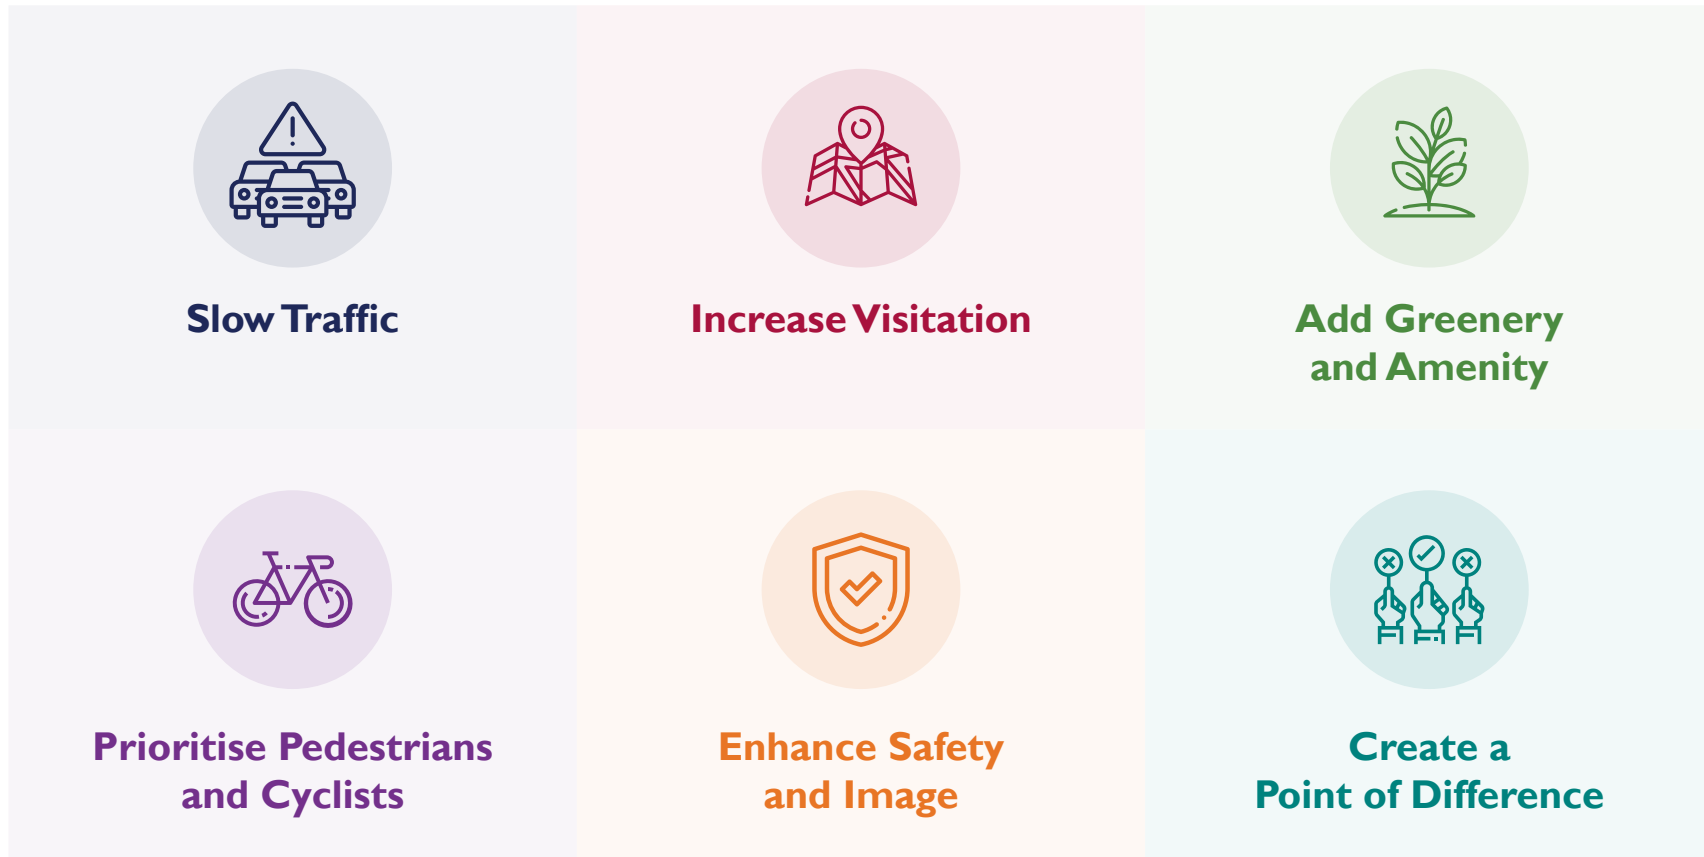 Slow Traffic
Increase Visitation
Add Greenery
and Amenity
Prioritise Pedestrians
and Cyclists
Enhance Safety
and Image
Create a
Point of Difference